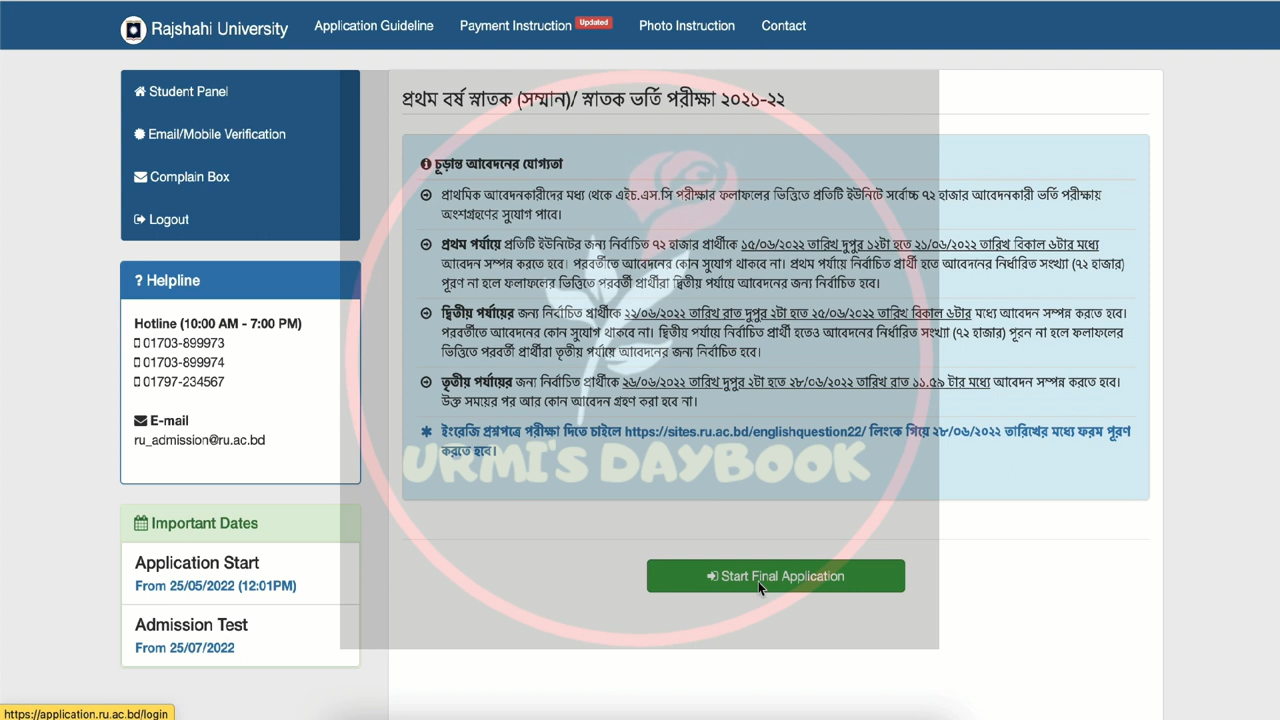 Rajshahi University
Application Guideline
Payment Instruction Updated
Photo Instruction
Contact
Student Panel
Email/Mobile Verification
Complain Box
Logout
? Helpline
Hotline (10:00 AM - 7:00 PM)
01703-899973
01703-899974
01797-234567
E-mail
ru_admission@ru.ac.bd
Important Dates
Application Start
From 25/05/2022 (12:01PM)
Admission Test
From 25/07/2022
প্রথম বর্ষ স্নাতক (সম্মান)/ স্নাতক ভর্তি পরীক্ষা ২০২১-২২
চূড়ান্ত আবেদনের যোগ্যতা
প্রাথমিক আবেদনকারীদের মধ্য থেকে এইচ.এস.সি পরীক্ষার ফলাফলের ভিত্তিতে প্রতিটি ইউনিটে সর্বোচ্চ ৭২ হাজার আবেদনকারী ভর্তি পরীক্ষায়
অংশগ্রহণের সুযোগ পাবে।
প্রথম পর্যায়ে প্রতিটি ইউনিটের জন্য নির্বাচিত ৭২ হাজার প্রার্থীকে ১৫/০৬/২০২২ তারিখ দুপুর ১২টা হতে ২১/০৬/২০২২ তারিখ বিকাল ৬টার মধ্যে
আবেদন সম্পন্ন করতে হবে। পরবর্তীতে আবেদনের কোন সুযোগ থাকবে না। প্রথম পর্যায়ে নির্বাচিত প্রার্থী হতে আবেদনের নির্ধারিত সংখ্যা (৭২ হাজার)
পূরণ না হলে ফলাফলের ভিত্তিতে পরবর্তী প্রার্থীরা দ্বিতীয় পর্যায়ে আবেদনের জন্য নির্বাচিত হবে।
দ্বিতীয় পর্যায়ের জন্য নির্বাচিত প্রার্থীকে ২২/০৬/২০২২ তারিখ রাত দুপুর ২টা হতে ২৫/০৬/২০২২ তারিখ বিকাল ৬টার মধ্যে আবেদন সম্পন্ন করতে হবে।
পরবর্তীতে আবেদনের কোন সুযোগ থাকবে না। দ্বিতীয় পর্যায়ে নির্বাচিত প্রার্থী হতেও আবেদনের নির্ধারিত সংখ্যা (৭২ হাজার) পূরন না হলে ফলাফলের
ভিত্তিতে পরবর্তী প্রার্থীরা তৃতীয় পর্যায়ে আবেদনের জন্য নির্বাচিত হবে।
তৃতীয় পর্যায়ের জন্য নির্বাচিত প্রার্থীকে ২৬/০৬/২০২২ তারিখ দুপুর ২টা হতে ২৮/০৬/২০২২ তারিখ রাত ১১.৫৯ টার মধ্যে আবেদন সম্পন্ন করতে হবে।
উক্ত সময়ের পর আর কোন আবেদন গ্রহণ করা হবে না।
ইংরেজি প্রশ্নপত্রে পরীক্ষা দিতে চাইলে https://sites.ru.ac.bd/englishquestion22/ লিংকে গিয়ে ২৮/০৬/২০২২ তারিখের মধ্যে ফরম পূরণ
করতে হবে।
URMI'S DAYBOOK
Start Final Application
https://application.ru.ac.bd/login